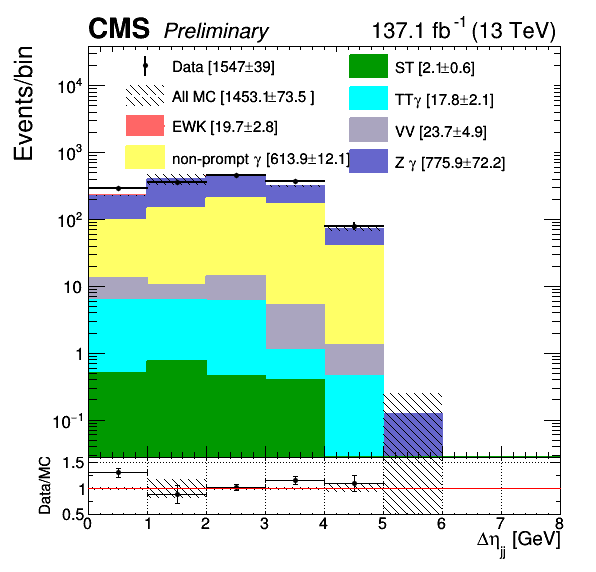 CMS Preliminary 137.1 fb⁻¹ (13 TeV)
Events/bin
Data [1547±39]
All MC [1453.1±73.5 ]
EWK [19.7±2.8]
non-prompt γ [613.9±12.1]
ST [2.1±0.6]
TTγ [17.8±2.1]
VV [23.7±4.9]
Z γ [775.9±72.2]
10⁴
10³
10²
10
1
10⁻¹
Data/MC
1.5
1
0.5
0 1 2 3 4 5 6 7 8
Δη_jj [GeV]